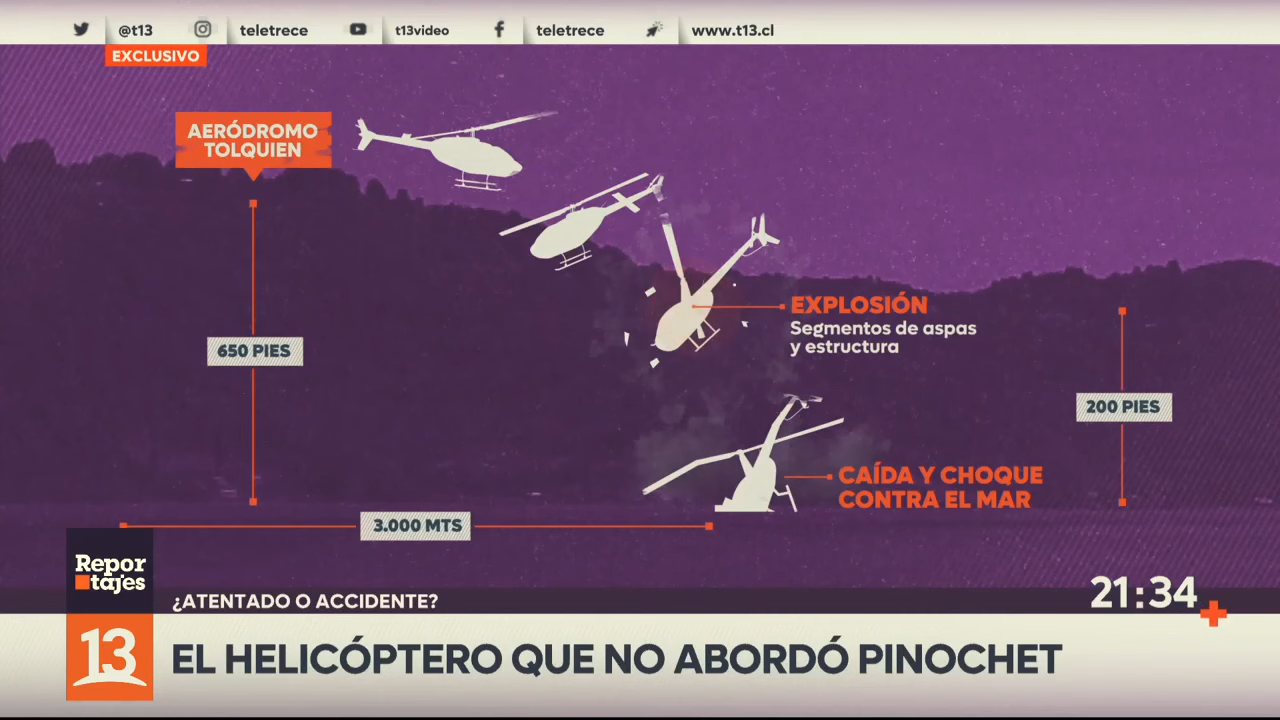 @t13
teletrece
t13video
teletrece
www.t13.cl
EXCLUSIVO
AERÓDROMO
TOLQUIEN
EXPLOSIÓN
Segmentos de aspas
y estructura
650 PIES
200 PIES
CAÍDA Y CHOQUE
CONTRA EL MAR
3.000 MTS
Repor
tajes
¿ATENTADO O ACCIDENTE?
21:34
13
EL HELICÓPTERO QUE NO ABORDÓ PINOCHET